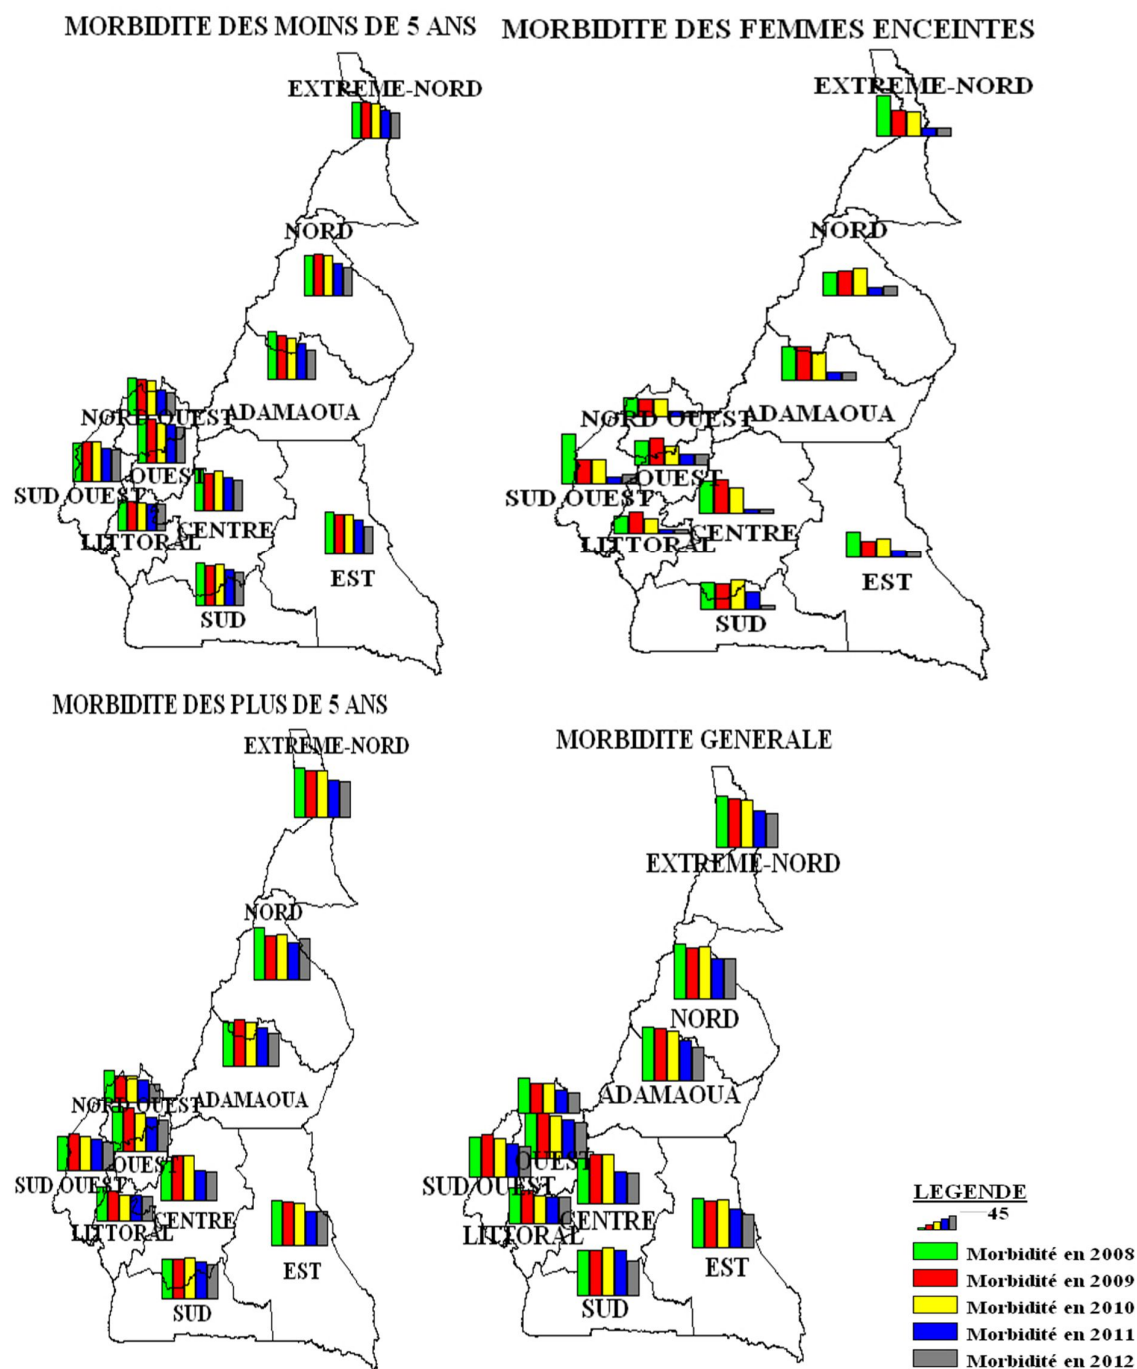 MORBIDITE DES MOINS DE 5 ANS
EXTREME-NORD
NORD
ADAMAOUA
NORD OUEST
OUEST
SUD OUEST
CENTRE
LITTORAL
EST
SUD
MORBIDITE DES FEMMES ENCEINTES
EXTREME-NORD
NORD
ADAMAOUA
NORD OUEST
OUEST
SUD OUEST
CENTRE
LITTORAL
EST
SUD
MORBIDITE DES PLUS DE 5 ANS
EXTREME-NORD
NORD
ADAMAOUA
NORD OUEST
OUEST
SUD OUEST
CENTRE
LITTORAL
EST
SUD
MORBIDITE GENERALE
EXTREME-NORD
NORD
ADAMAOUA
OUEST
SUD OUEST
CENTRE
LITTORAL
EST
SUD
LEGENDE
45
Morbidité en 2008
Morbidité en 2009
Morbidité en 2010
Morbidité en 2011
Morbidité en 2012